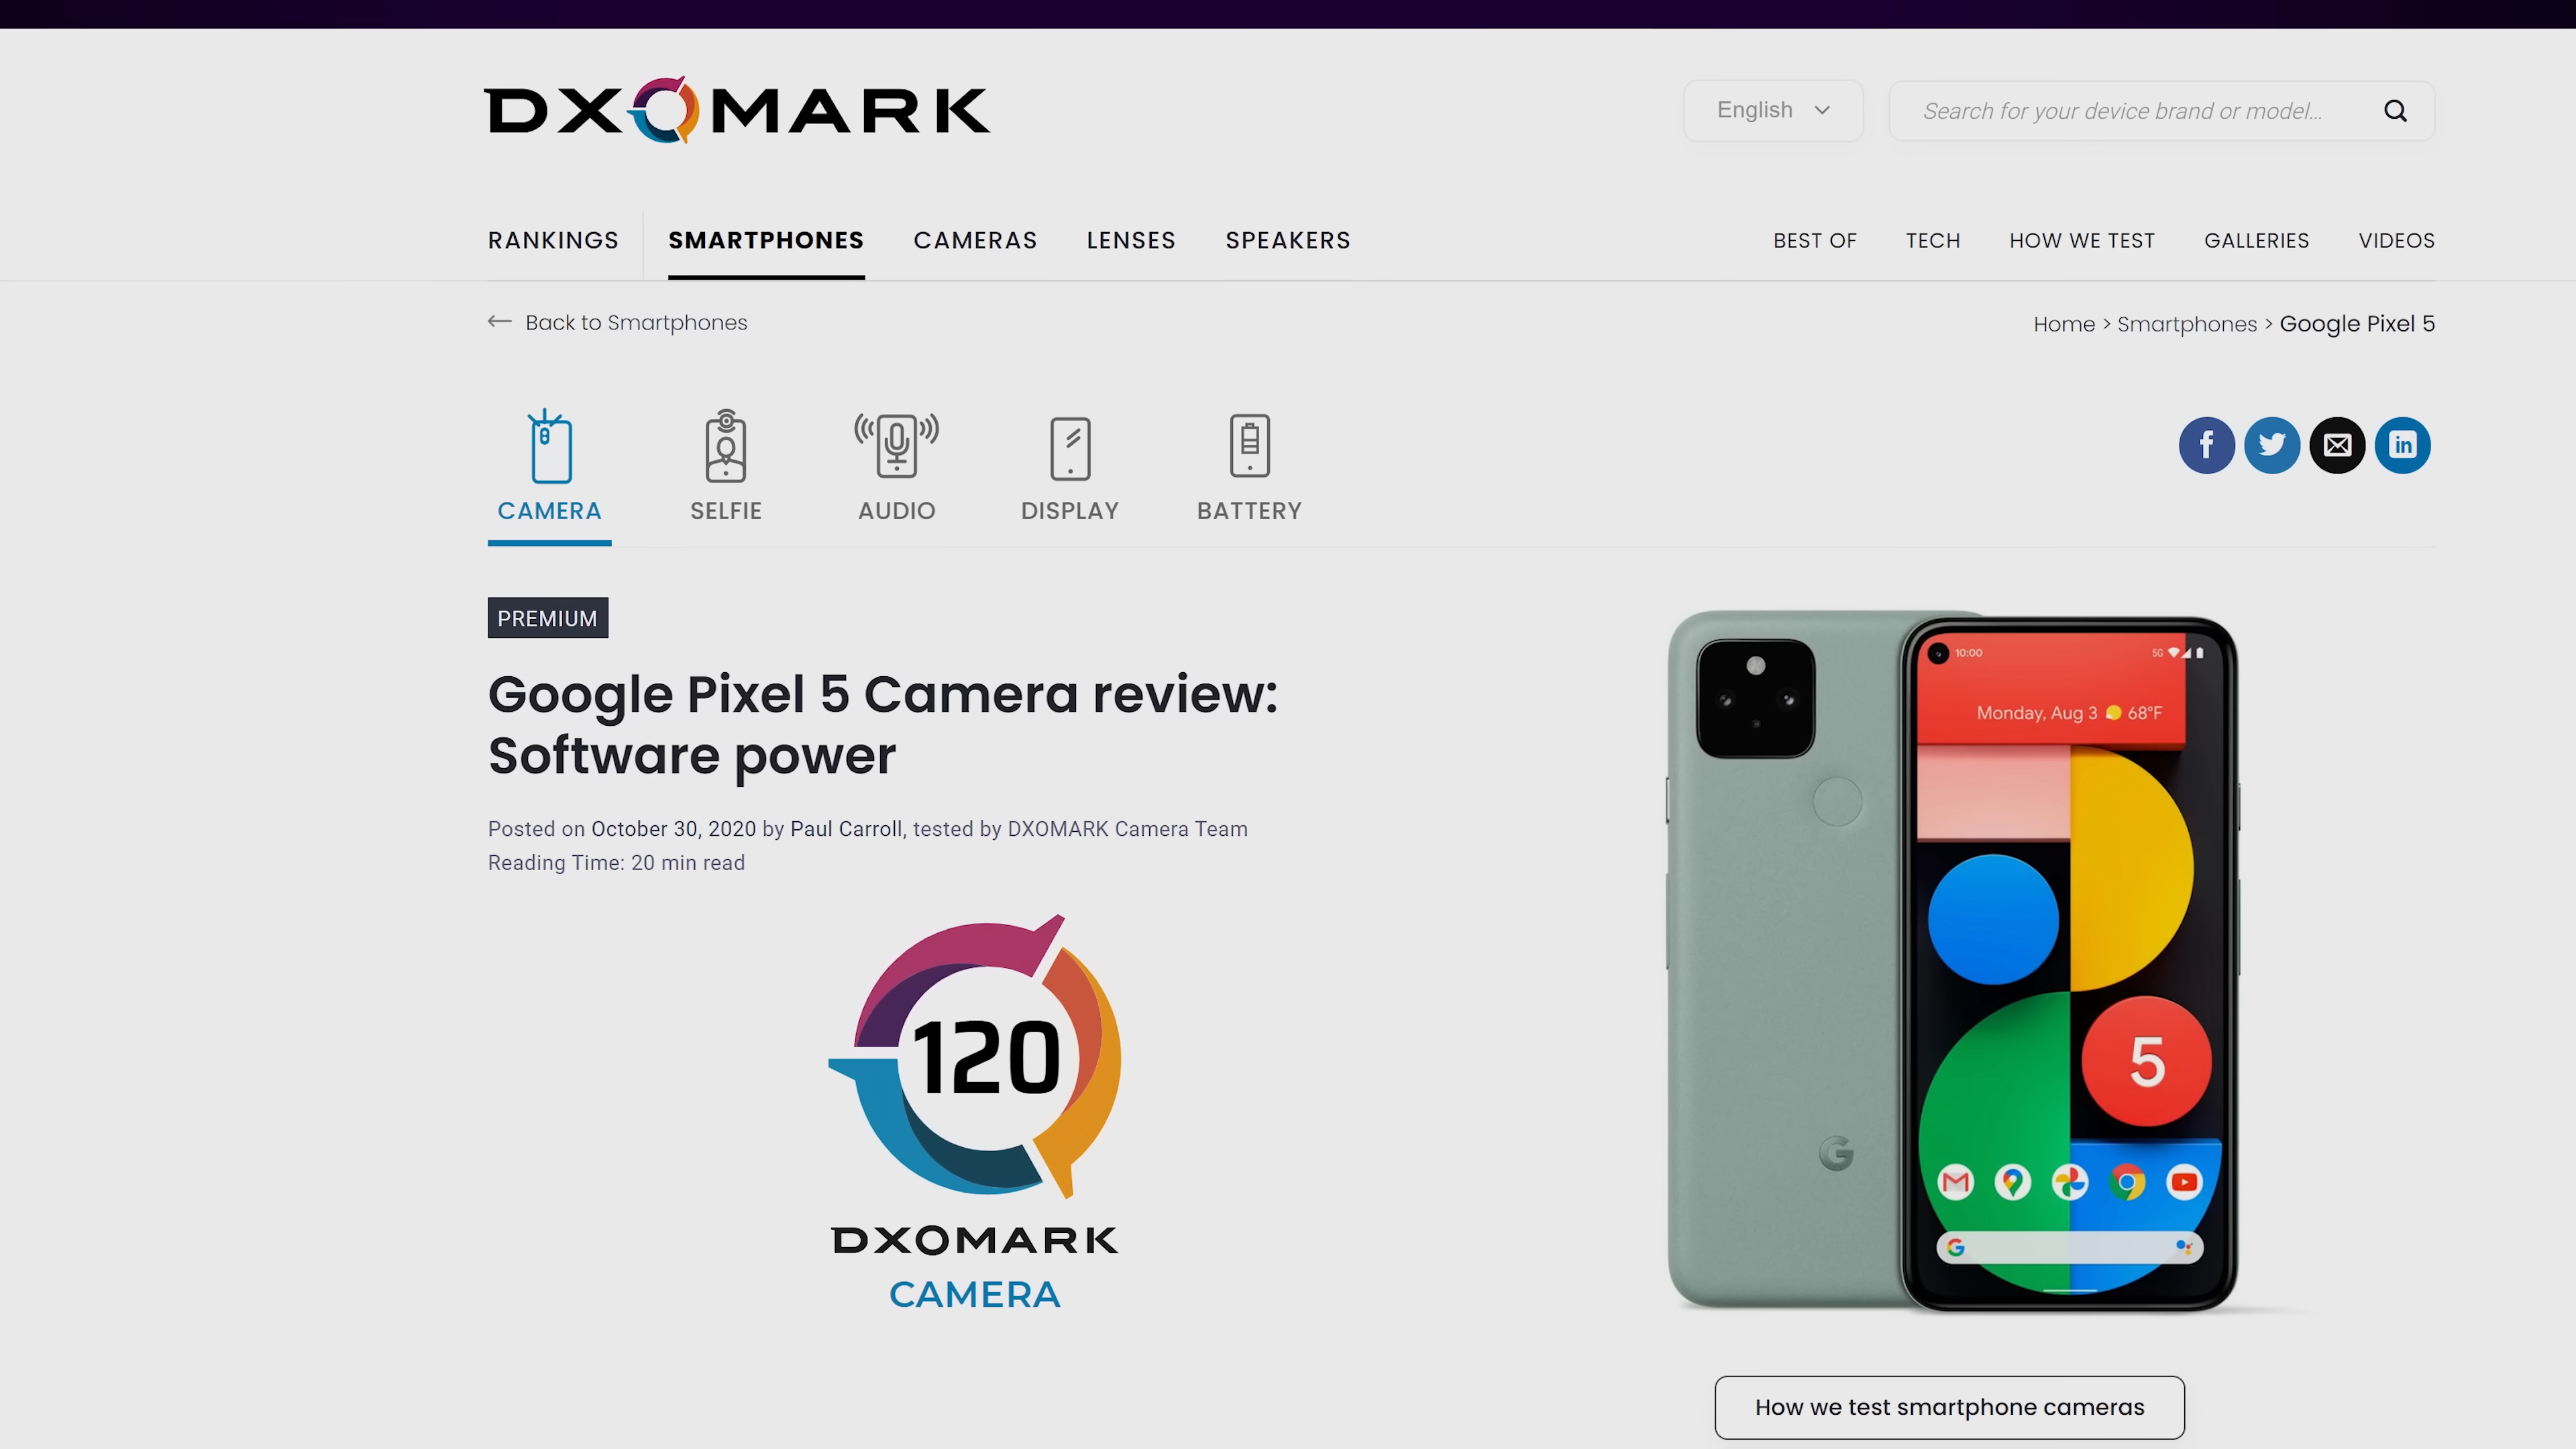 DXOMARK
English
Search for your device brand or model...
RANKINGS SMARTPHONES CAMERAS LENSES SPEAKERS
BEST OF TECH HOW WE TEST GALLERIES VIDEOS
Back to Smartphones
Home > Smartphones > Google Pixel 5
CAMERA SELFIE AUDIO DISPLAY BATTERY
f in
PREMIUM
Google Pixel 5 Camera review:
Software power
Posted on October 30, 2020 by Paul Carroll, tested by DXOMARK Camera Team
Reading Time: 20 min read
120
DXOMARK
CAMERA
10:00 5G
Monday, Aug 3 68°F
5
G
G
How we test smartphone cameras